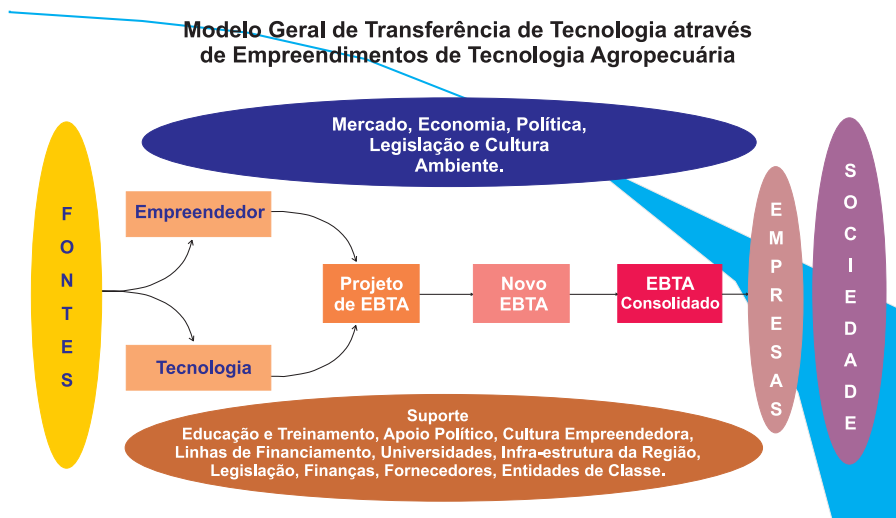 Modelo Geral de Transferência de Tecnologia através
de Empreendimentos de Tecnologia Agropecuária
Mercado, Economia, Política,
Legislação e Cultura
Ambiente.
FONTES
Empreendedor
Tecnologia
Projeto
de EBTA
Novo
EBTA
EBTA
Consolidado
EMPRESAS
SOCIEDADE
Suporte
Educação e Treinamento, Apoio Político, Cultura Empreendedora,
Linhas de Financiamento, Universidades, Infra-estrutura da Região,
Legislação, Finanças, Fornecedores, Entidades de Classe.